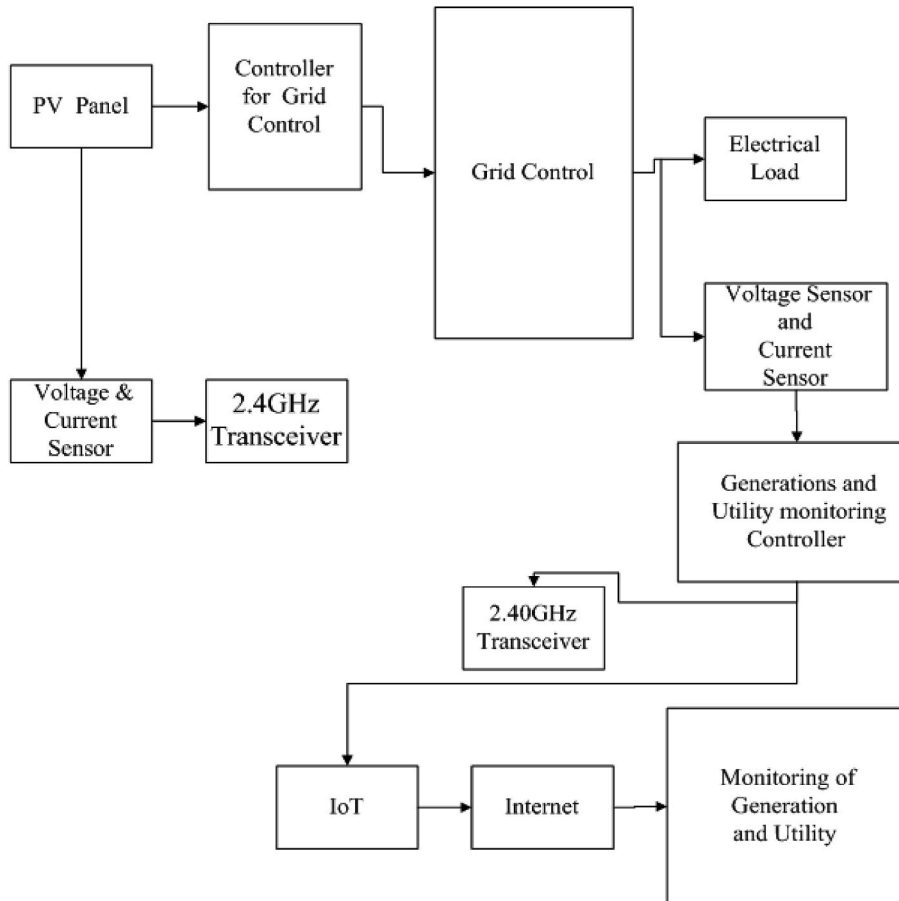 PV Panel
Controller
for Grid
Control
Grid Control
Electrical
Load
Voltage Sensor
and
Current
Sensor
Voltage &
Current
Sensor
2.4GHz
Transceiver
Generations and
Utility monitoring
Controller
2.40GHz
Transceiver
IoT
Internet
Monitoring of
Generation
and Utility